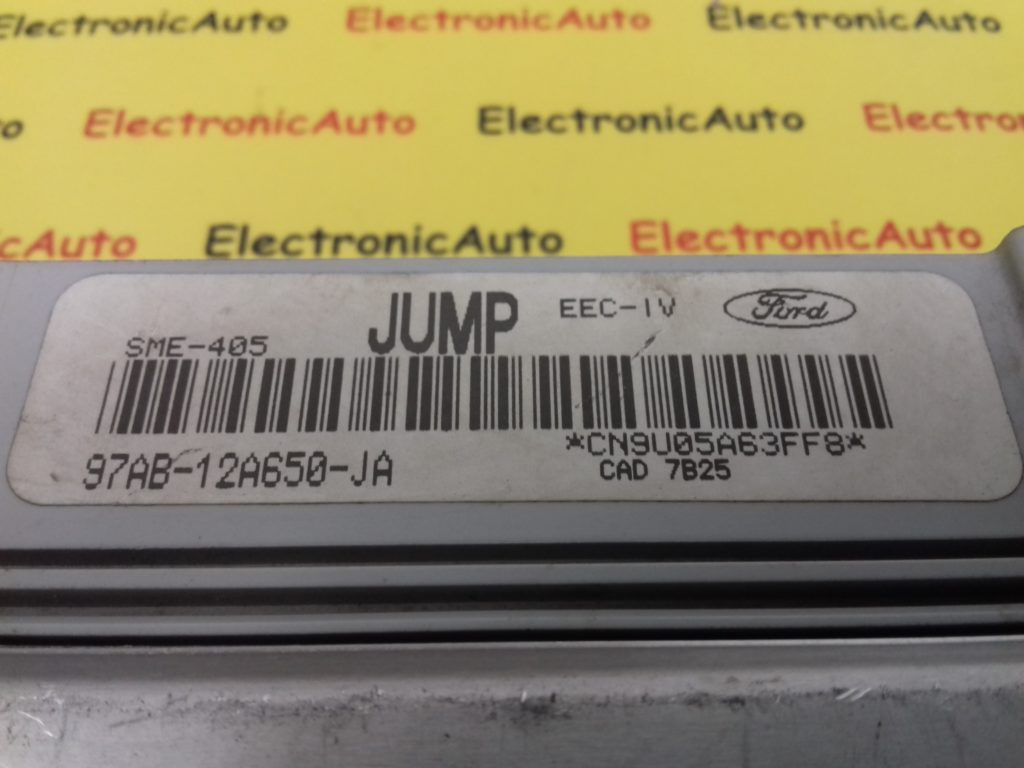 ElectronicAuto ElectronicAuto ElectronicAuto
ElectronicAuto ElectronicAuto
ElectronicAuto ElectronicAuto
JUMP EEC-IV Ford
SME-405
*CN9U05A63FF8*
97AB-12A650-JA CAD 7B25